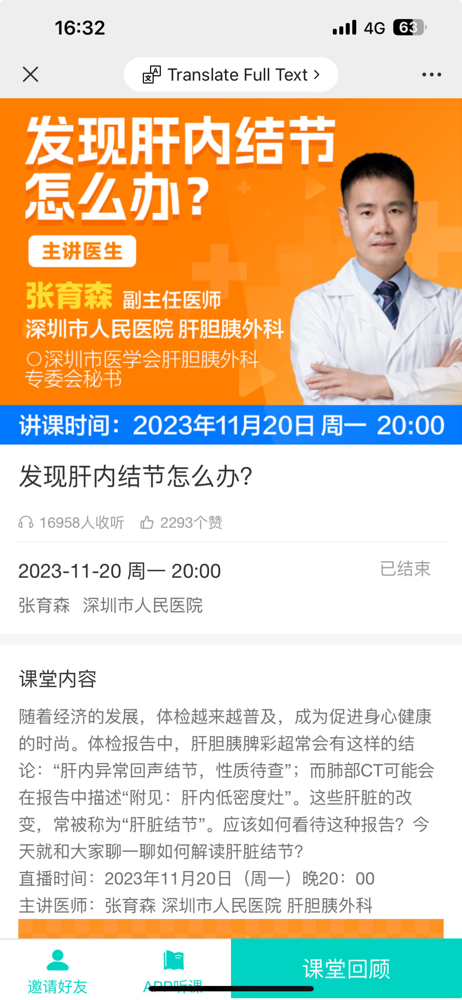 16:32
4G 63
Translate Full Text
发现肝内结节
怎么办?
主讲医生
张育森 副主任医师
深圳市人民医院 肝胆胰外科
○深圳市医学会肝胆胰外科
专委会秘书
讲课时间：2023年11月20日 周一 20:00
发现肝内结节怎么办?
16958人收听 2293个赞
2023-11-20 周一 20:00
已结束
张育森 深圳市人民医院
课堂内容
随着经济的发展，体检越来越普及，成为促进身心健康
的时尚。体检报告中，肝胆胰脾彩超常会有这样的结
论：“肝内异常回声结节，性质待查”；而肺部CT可能会
在报告中描述“附见：肝内低密度灶”。这些肝脏的改
变，常被称为“肝脏结节”。应该如何看待这种报告？今
天就和大家聊一聊如何解读肝脏结节?
直播时间：2023年11月20日（周一）晚20：00
主讲医师：张育森 深圳市人民医院 肝胆胰外科
邀请好友
APP听课
课堂回顾